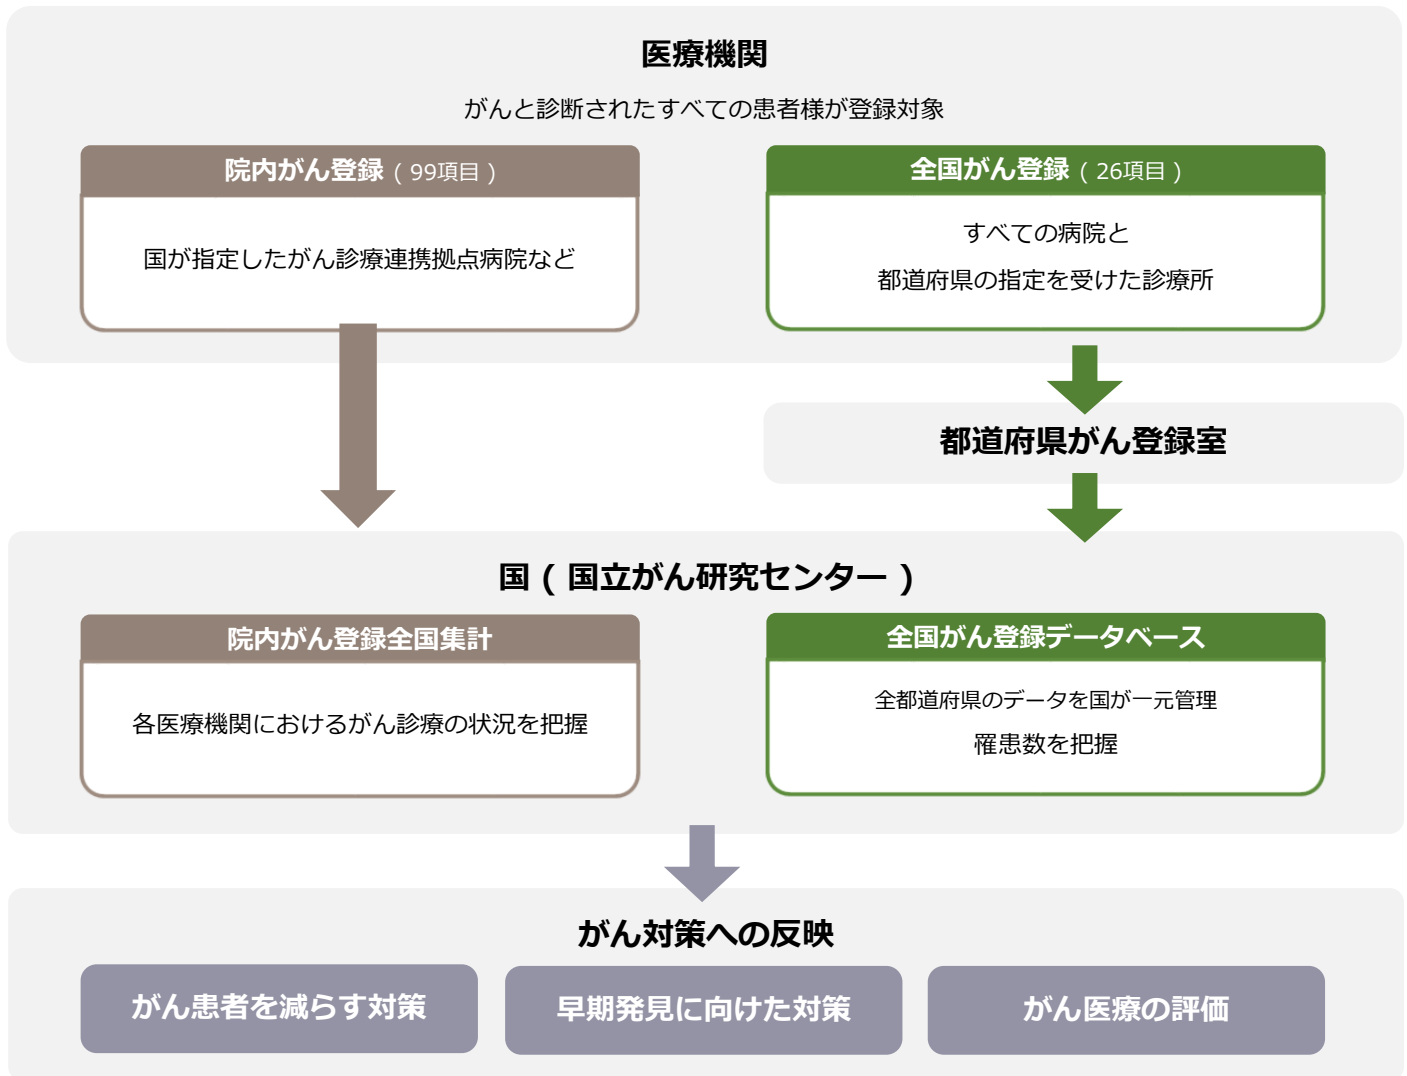 医療機関
がんと診断されたすべての患者様が登録対象
院内がん登録 ( 99項目 )
国が指定したがん診療連携拠点病院など
全国がん登録 ( 26項目 )
すべての病院と
都道府県の指定を受けた診療所
都道府県がん登録室
国 ( 国立がん研究センター )
院内がん登録全国集計
各医療機関におけるがん診療の状況を把握
全国がん登録データベース
全都道府県のデータを国が一元管理
罹患数を把握
がん対策への反映
がん患者を減らす対策
早期発見に向けた対策
がん医療の評価